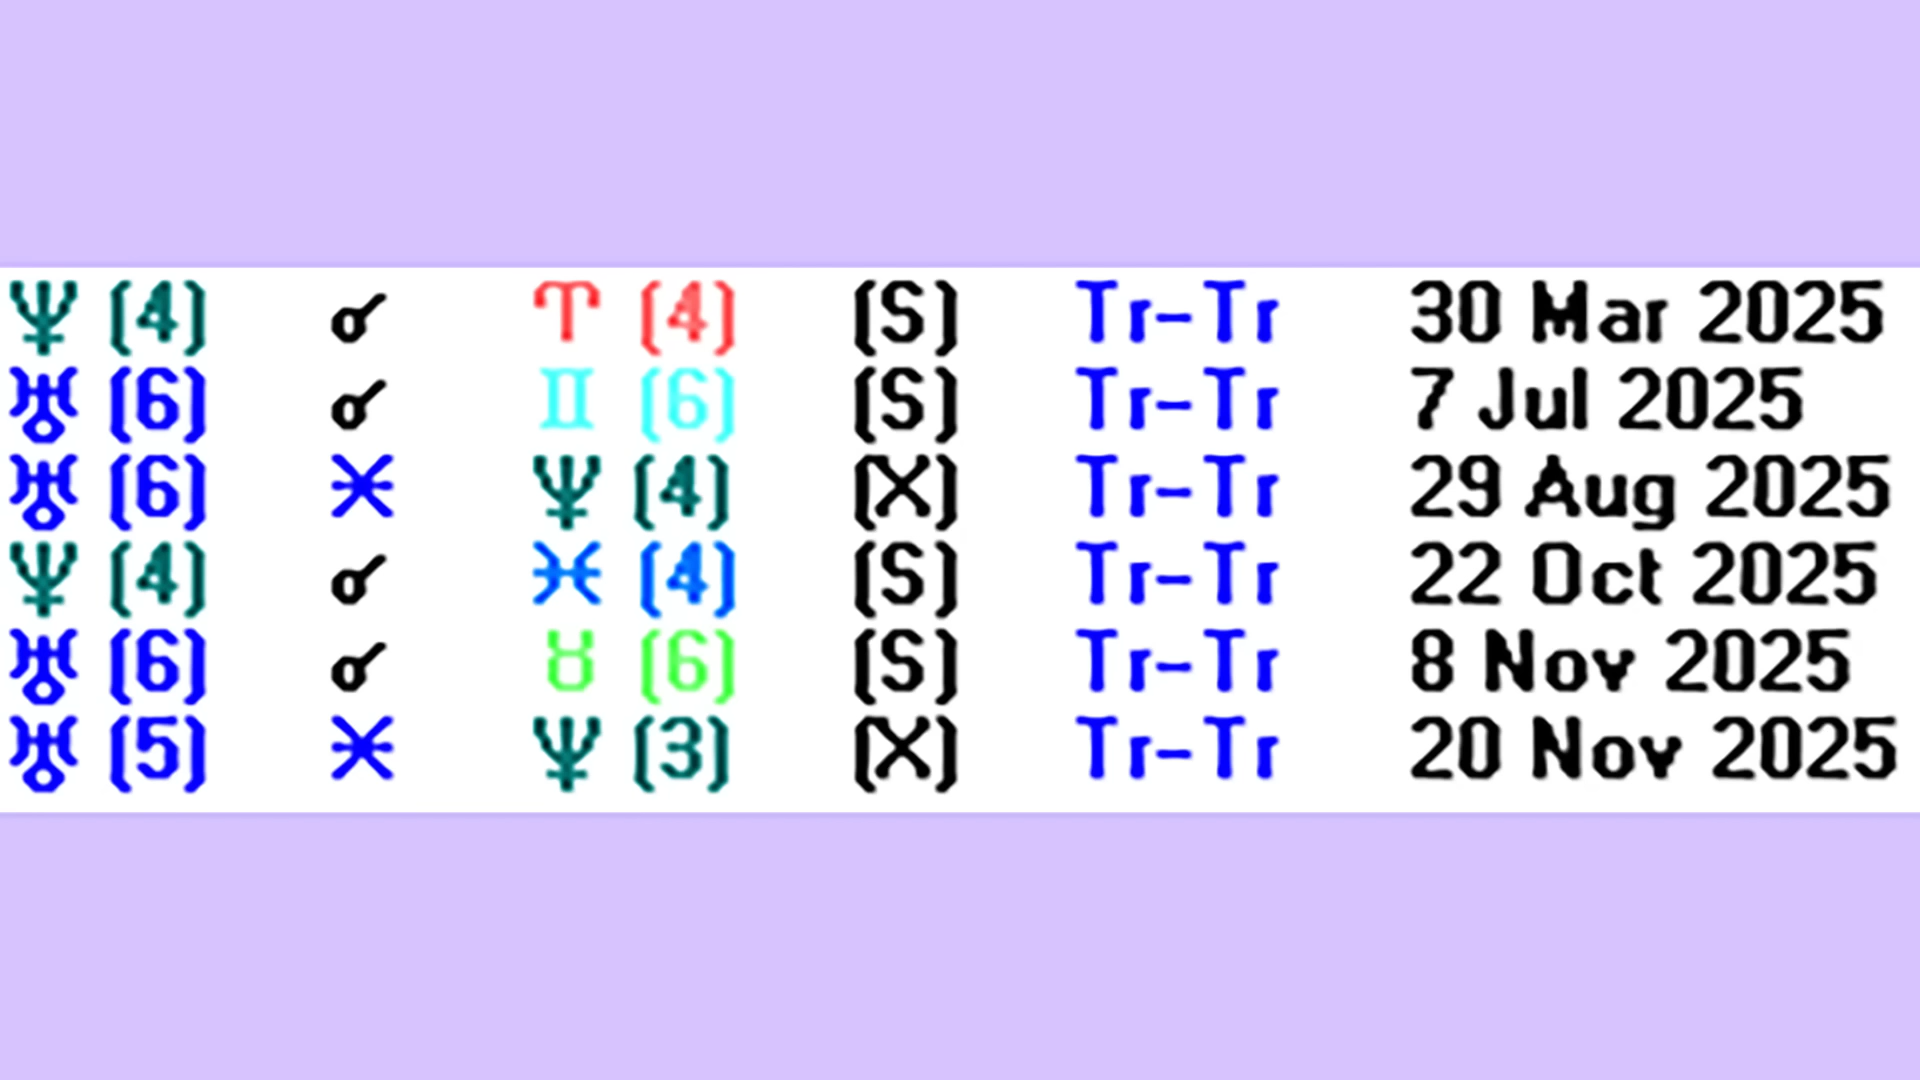 ♆ (4) ☌ ♈ (4) (S) Tr-Tr 30 Mar 2025
♅ (6) ☌ ♊ (6) (S) Tr-Tr 7 Jul 2025
♅ (6) ⚹ ♆ (4) (X) Tr-Tr 29 Aug 2025
♆ (4) ☌ ♓ (4) (S) Tr-Tr 22 Oct 2025
♅ (6) ☌ ♉ (6) (S) Tr-Tr 8 Nov 2025
♅ (5) ⚹ ♆ (3) (X) Tr-Tr 20 Nov 2025